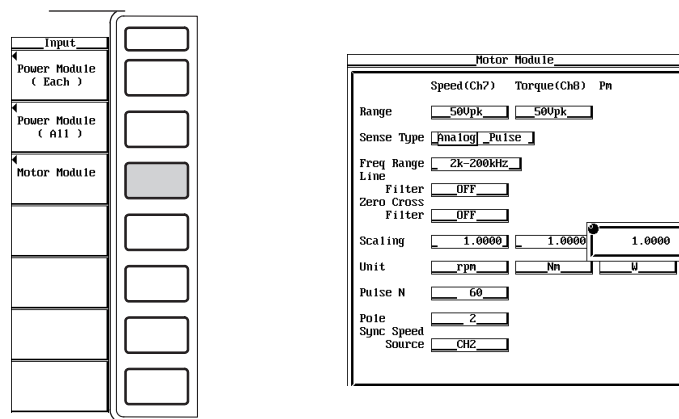 Input
Power Module
( Each )
Power Module
( All )
Motor Module
Motor Module
Speed(Ch7) Torque(Ch8) Pm
Range 50Vpk 50Vpk
Sense Type Analog Pulse
Freq Range 2k-200kHz
Line
Filter OFF
Zero Cross
Filter OFF
Scaling 1.0000 1.0000 1.0000
Unit rpm Nm W
Pulse N 60
Pole 2
Sync Speed
Source CH2